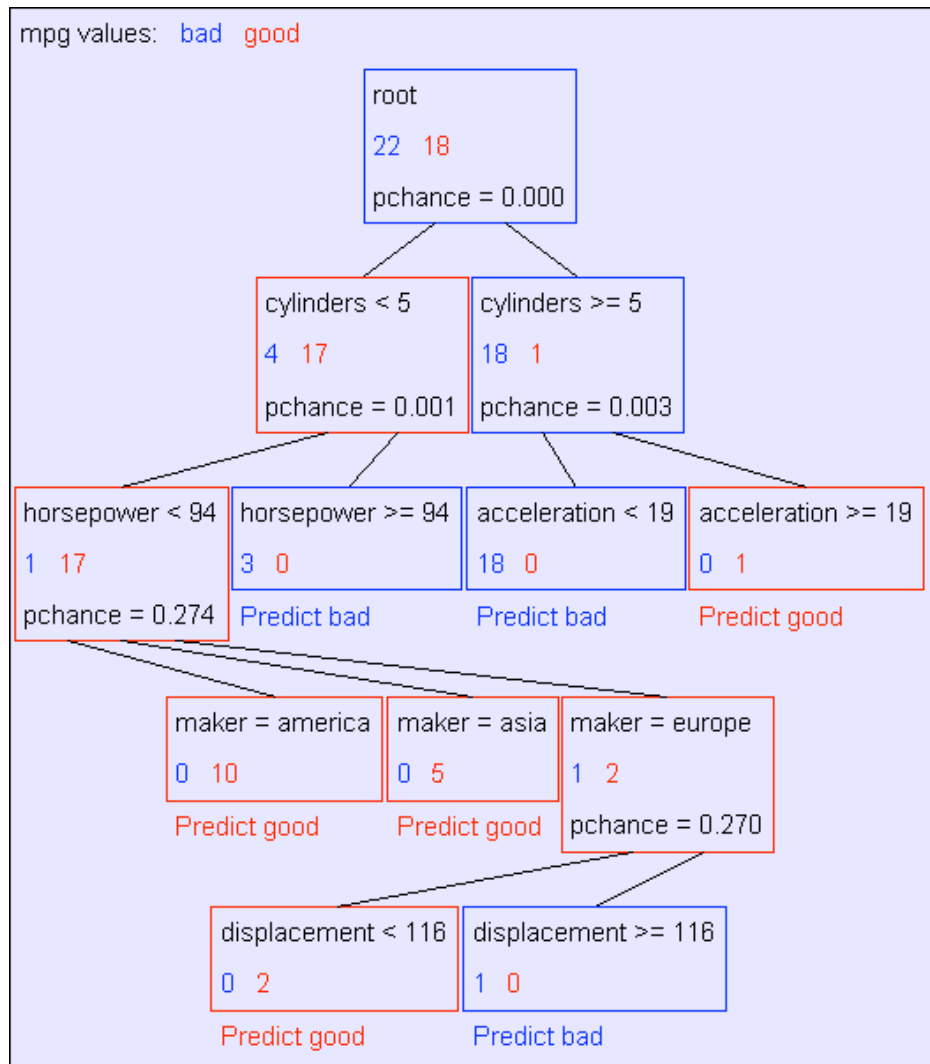 mpg values: bad good
root
22 18
pchance = 0.000
cylinders < 5
4 17
pchance = 0.001
cylinders >= 5
18 1
pchance = 0.003
horsepower < 94
1 17
pchance = 0.274
horsepower >= 94
3 0
Predict bad
acceleration < 19
18 0
Predict bad
acceleration >= 19
0 1
Predict good
maker = america
0 10
Predict good
maker = asia
0 5
Predict good
maker = europe
1 2
pchance = 0.270
displacement < 116
0 2
Predict good
displacement >= 116
1 0
Predict bad